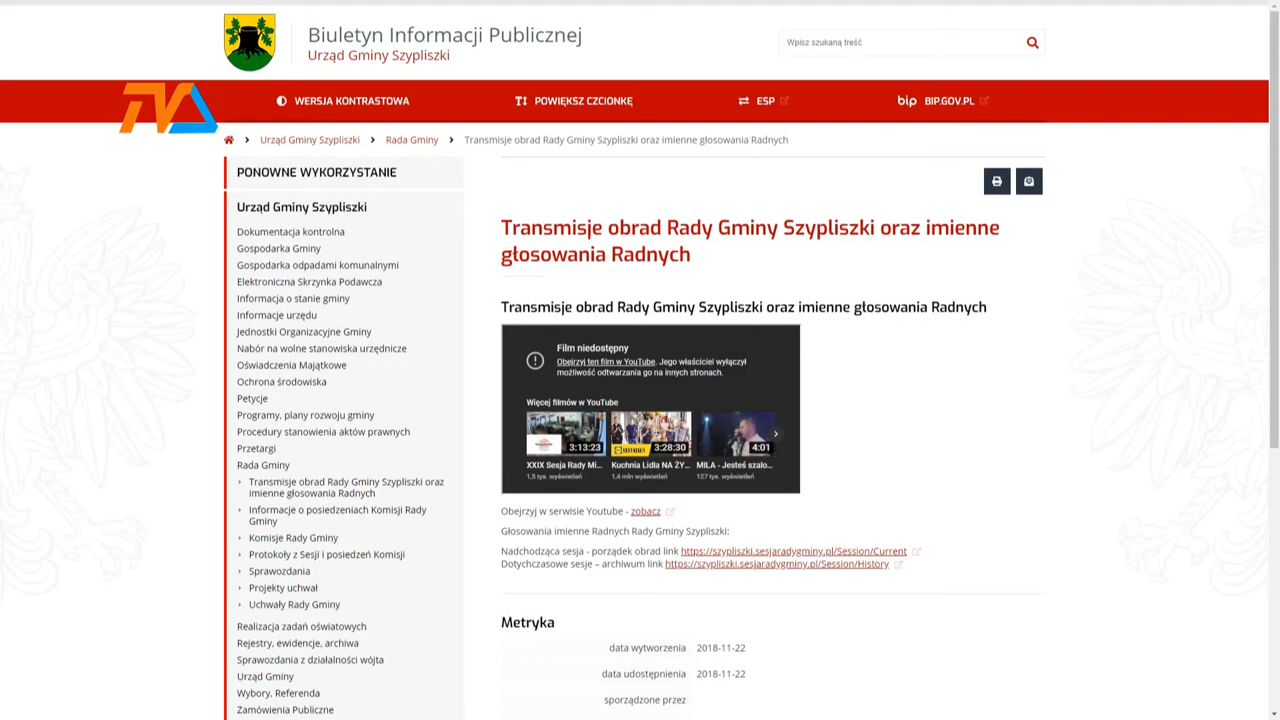 Biuletyn Informacji Publicznej
Urząd Gminy Szypliszki
Wpisz szukaną treść
TVA
WERSJA KONTRASTOWA
POWIĘKSZ CZCIONKĘ
ESP
bip BIP.GOV.PL
Urząd Gminy Szypliszki > Rada Gminy > Transmisje obrad Rady Gminy Szypliszki oraz imienne głosowania Radnych
PONOWNE WYKORZYSTANIE
Urząd Gminy Szypliszki
Dokumentacja kontrolna
Gospodarka Gminy
Gospodarka odpadami komunalnymi
Elektroniczna Skrzynka Podawcza
Informacja o stanie gminy
Informacje urzędu
Jednostki Organizacyjne Gminy
Nabór na wolne stanowiska urzędnicze
Oświadczenia Majątkowe
Ochrona środowiska
Petycje
Programy, plany rozwoju gminy
Procedury stanowienia aktów prawnych
Przetargi
Rada Gminy
Transmisje obrad Rady Gminy Szypliszki oraz
imienne głosowania Radnych
Informacje o posiedzeniach Komisji Rady
Gminy
Komisje Rady Gminy
Protokoły z Sesji i posiedzeń Komisji
Sprawozdania
Projekty uchwał
Uchwały Rady Gminy
Realizacja zadań oświatowych
Rejestry, ewidencje, archiwa
Sprawozdania z działalności wójta
Urząd Gminy
Wybory, Referenda
Zamówienia Publiczne
Transmisje obrad Rady Gminy Szypliszki oraz imienne
głosowania Radnych
Transmisje obrad Rady Gminy Szypliszki oraz imienne głosowania Radnych
Film niedostępny
Obejrzyj ten film w YouTube. Jego właściciel wyłączył
możliwość odtwarzania go na innych stronach.
Więcej filmów w YouTube
3:13:23
3:28:30
4:01
XXIX Sesja Rady Mi...
Kuchnia Lidla NA ŻY...
MILA - Jesteś szalo...
1,5 tys. wyświetleń
1,4 mln wyświetleń
127 tys. wyświetleń
Obejrzyj w serwisie Youtube - zobacz
Głosowania imienne Radnych Rady Gminy Szypliszki:
Nadchodząca sesja - porządek obrad link https://szypliszki.sesjaradygminy.pl/Session/Current
Dotychczasowe sesje – archiwum link https://szypliszki.sesjaradygminy.pl/Session/History
Metryka
data wytworzenia 2018-11-22
data udostępnienia 2018-11-22
sporządzone przez